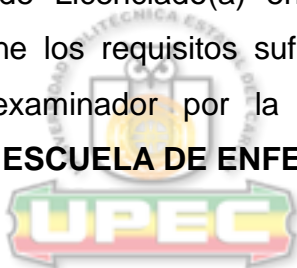 de Licenciado(a) en
ne los requisitos suf
examinador por la
ESCUELA DE ENFE
UPEC